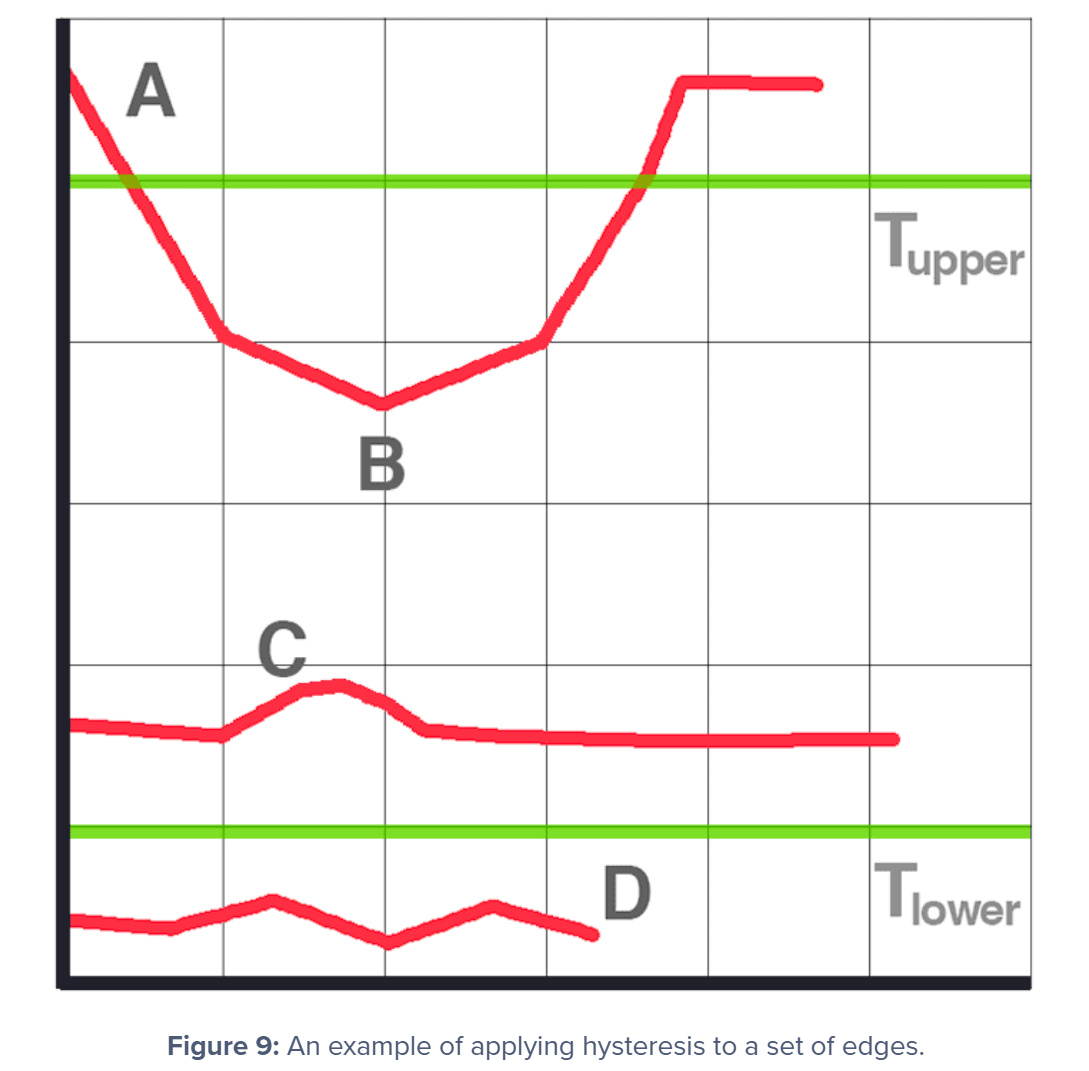 A
Tupper
B
C
D
Tlower
Figure 9: An example of applying hysteresis to a set of edges.